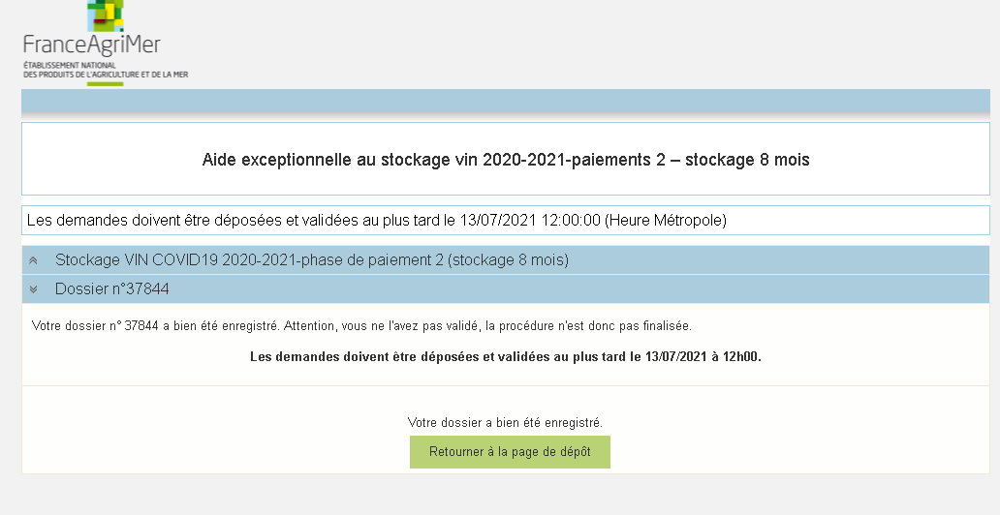 FranceAgriMer
ÉTABLISSEMENT NATIONAL
DES PRODUITS DE L'AGRICULTURE ET DE LA MER
Aide exceptionnelle au stockage vin 2020-2021-paiements 2 – stockage 8 mois
Les demandes doivent être déposées et validées au plus tard le 13/07/2021 12:00:00 (Heure Métropole)
Stockage VIN COVID19 2020-2021-phase de paiement 2 (stockage 8 mois)
Dossier n°37844
Votre dossier n° 37844 a bien été enregistré. Attention, vous ne l'avez pas validé, la procédure n'est donc pas finalisée.
Les demandes doivent être déposées et validées au plus tard le 13/07/2021 à 12h00.
Votre dossier a bien été enregistré.
Retourner à la page de dépôt